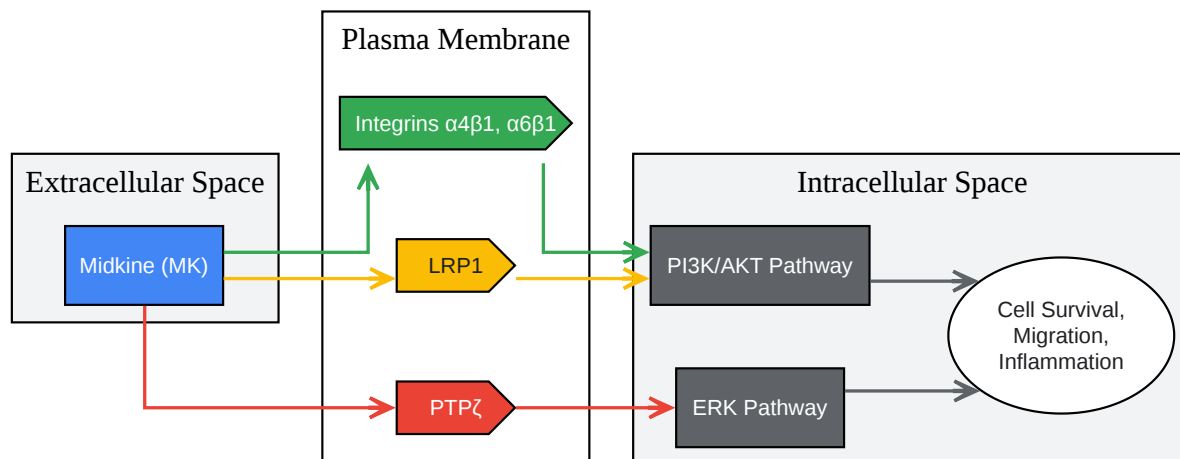 Plasma Membrane
Integrins α4β1, α6β1
Extracellular Space
Intracellular Space
Midkine (MK)
LRP1
PI3K/AKT Pathway
Cell Survival,
Migration,
Inflammation
PTPζ
ERK Pathway